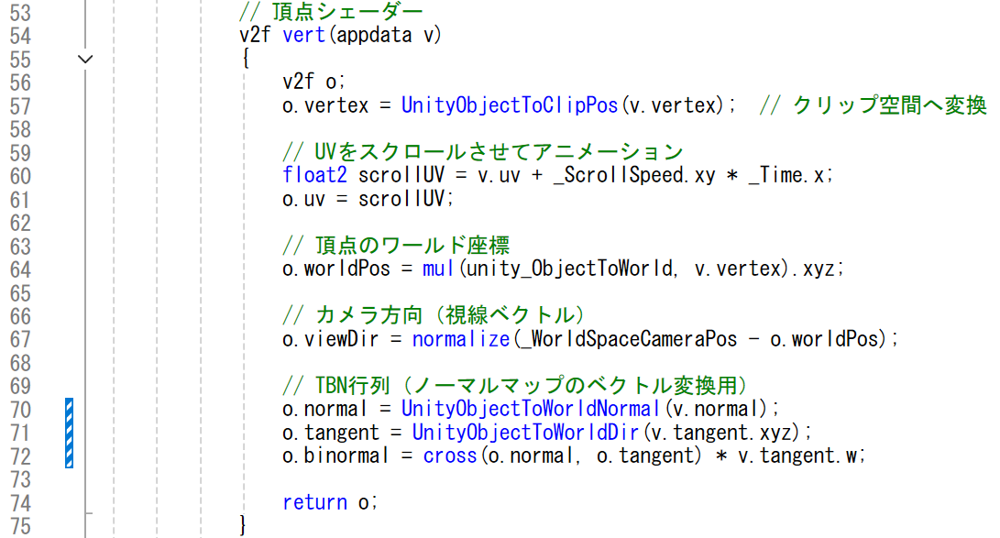 53 // 頂点シェーダー
54 v2f vert(appdata v)
55 {
56 v2f o;
57 o.vertex = UnityObjectToClipPos(v.vertex); // クリップ空間へ変換
58
59 // UVをスクロールさせてアニメーション
60 float2 scrollUV = v.uv + _ScrollSpeed.xy * _Time.x;
61 o.uv = scrollUV;
62
63 // 頂点のワールド座標
64 o.worldPos = mul(unity_ObjectToWorld, v.vertex).xyz;
65
66 // カメラ方向（視線ベクトル）
67 o.viewDir = normalize(_WorldSpaceCameraPos - o.worldPos);
68
69 // TBN行列（ノーマルマップのベクトル変換用）
70 o.normal = UnityObjectToWorldNormal(v.normal);
71 o.tangent = UnityObjectToWorldDir(v.tangent.xyz);
72 o.binormal = cross(o.normal, o.tangent) * v.tangent.w;
73
74 return o;
75 }